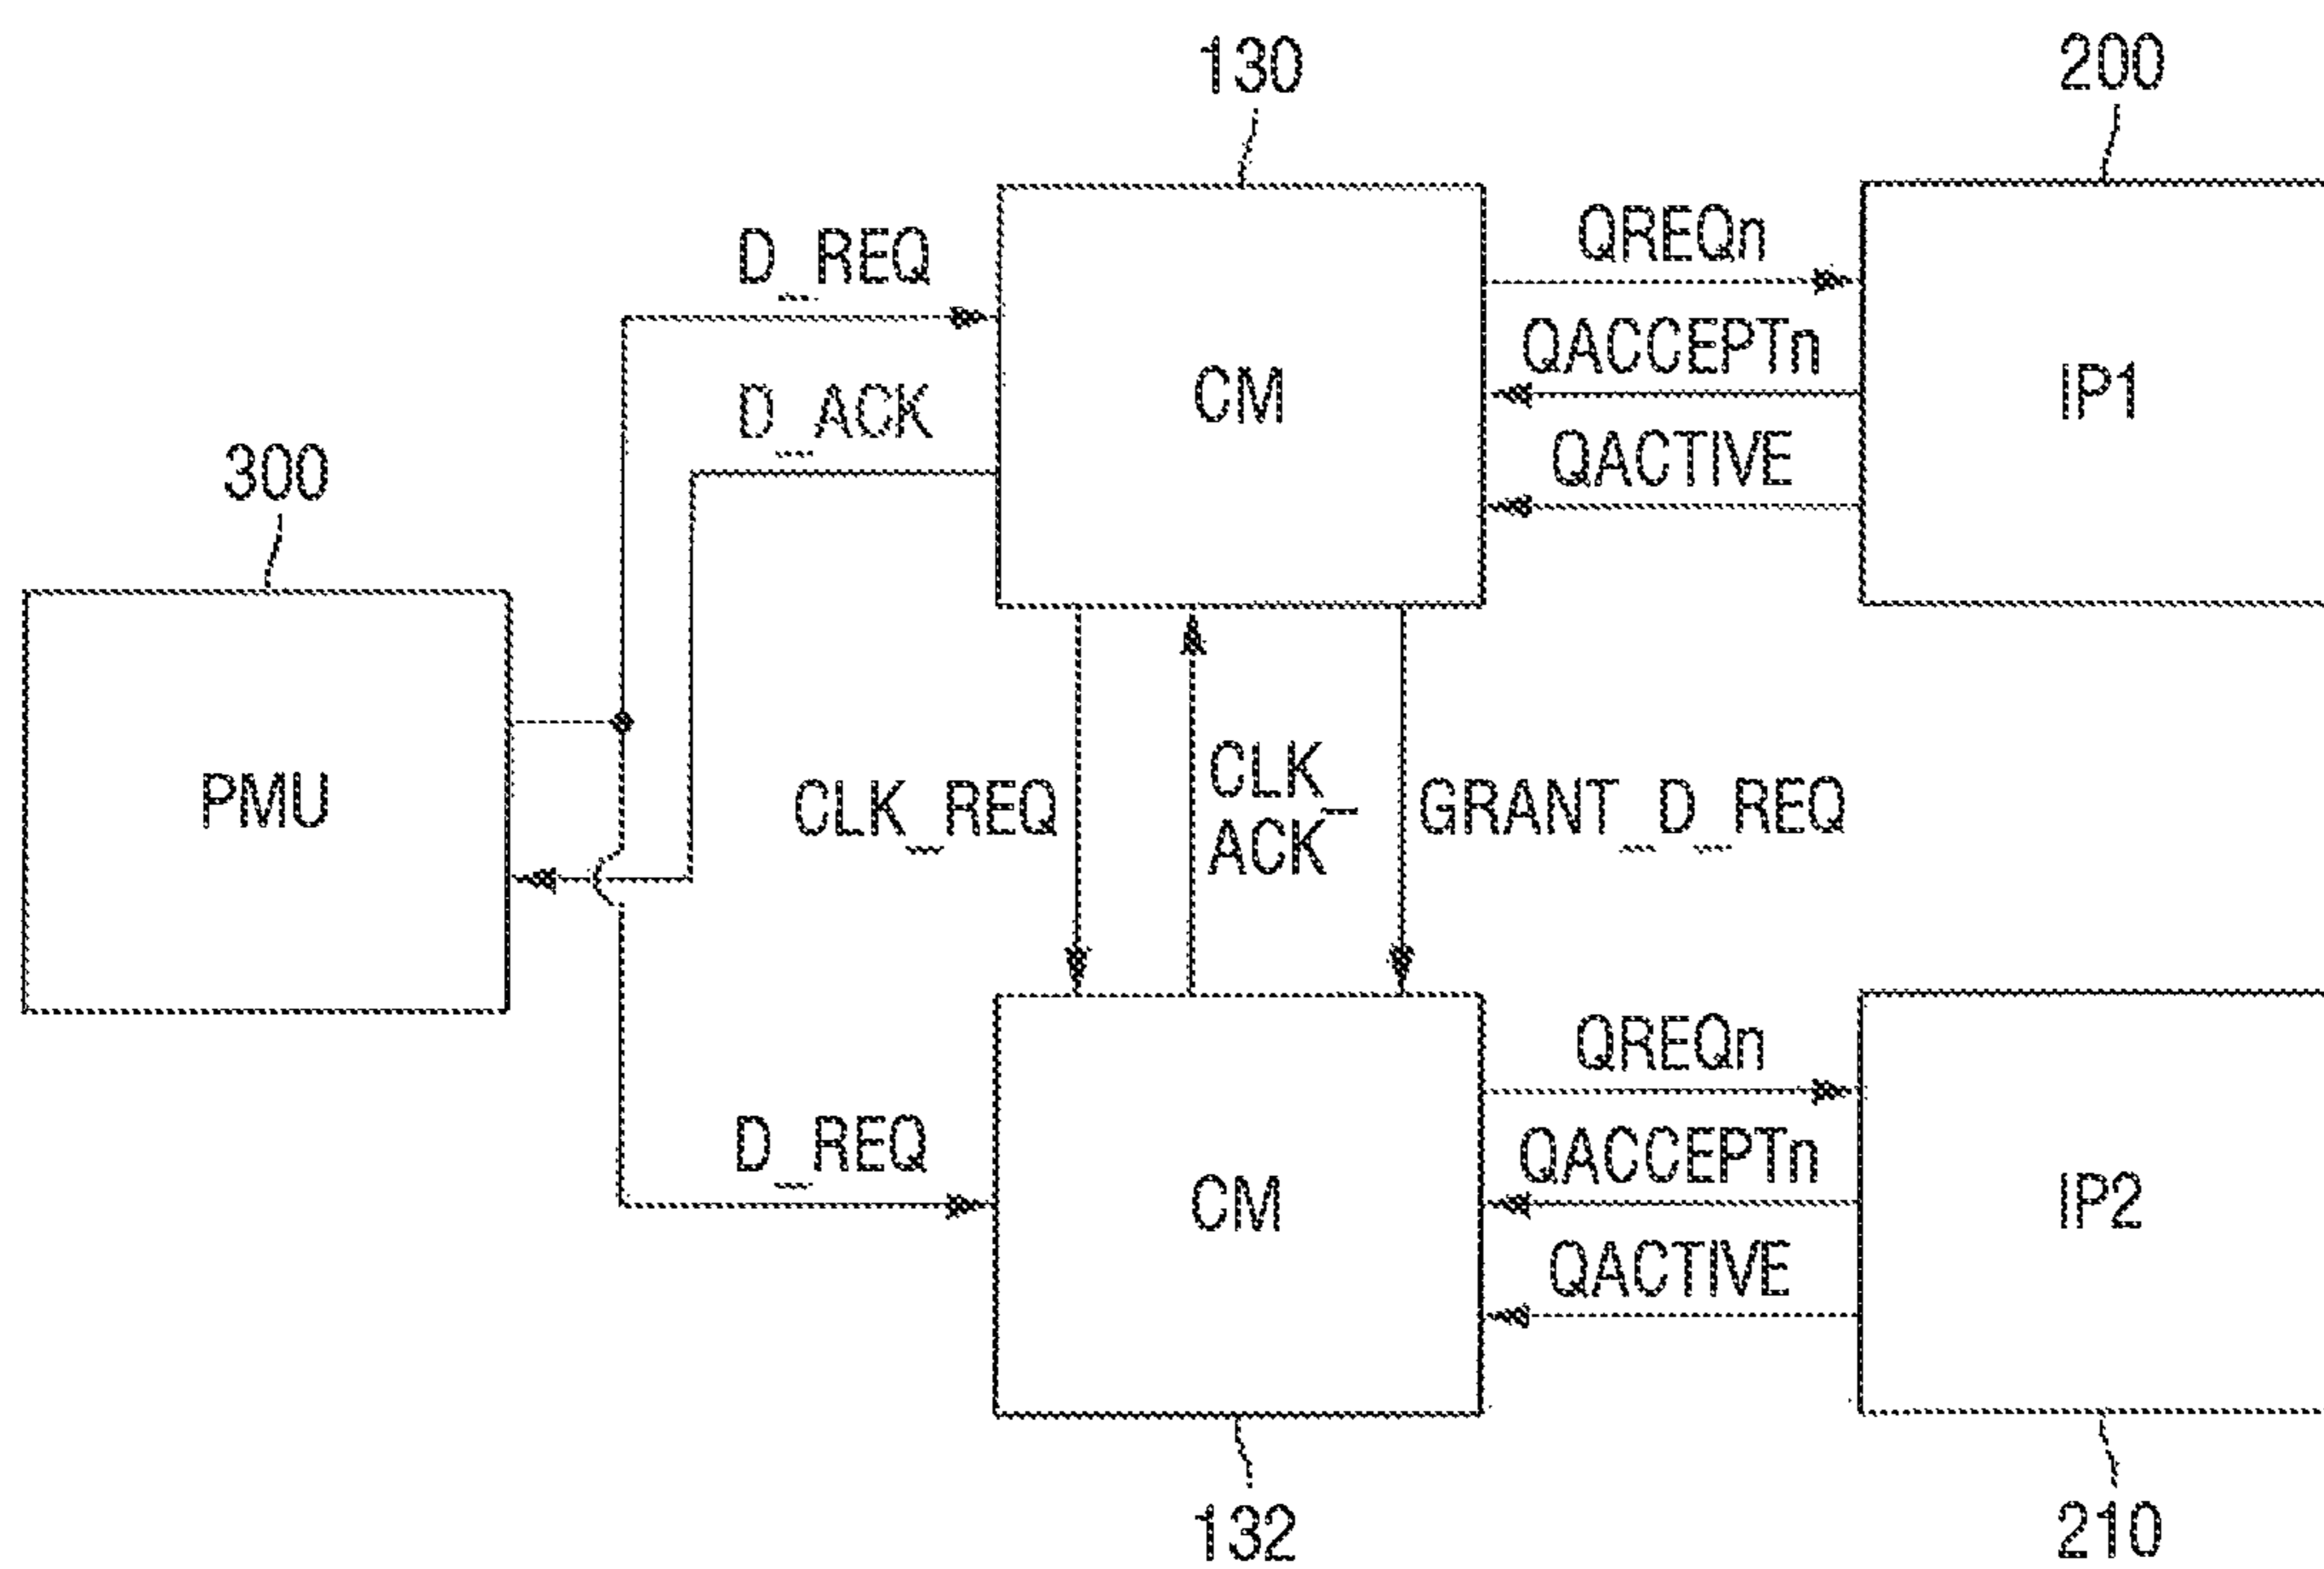 130
200
D_REQ
QREQn
QACCEPTn
CM
IP1
D_ACK
QACTIVE
300
PMU
CLK_REQ
CLK_
ACK
GRANT_D_REQ
QREQn
D_REQ
QACCEPTn
CM
IP2
QACTIVE
132
210